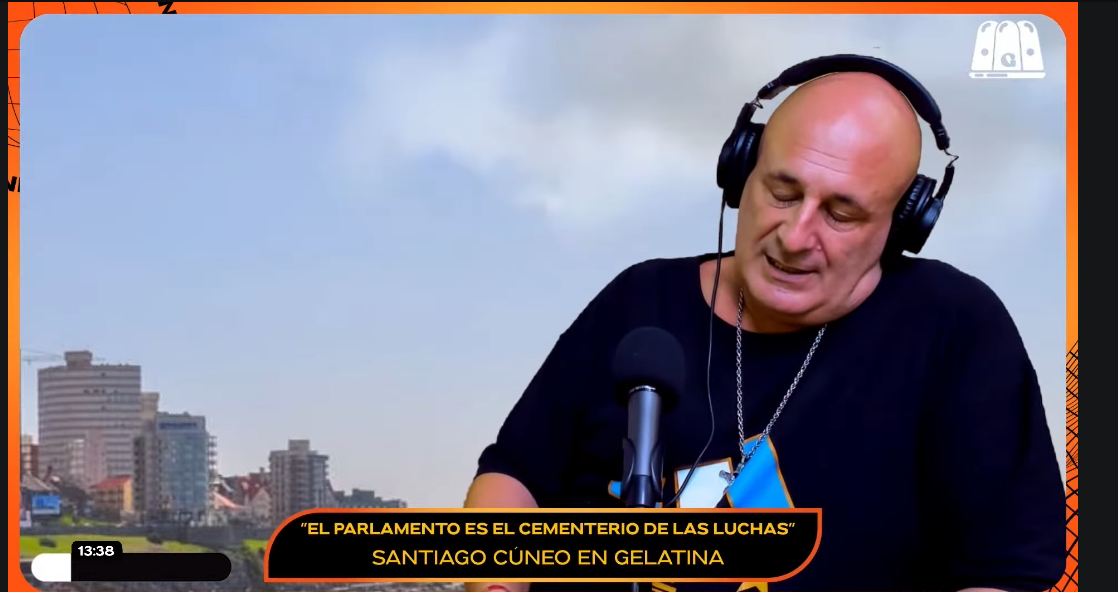 13:38
"EL PARLAMENTO ES EL CEMENTERIO DE LAS LUCHAS"
SANTIAGO CÚNEO EN GELATINA